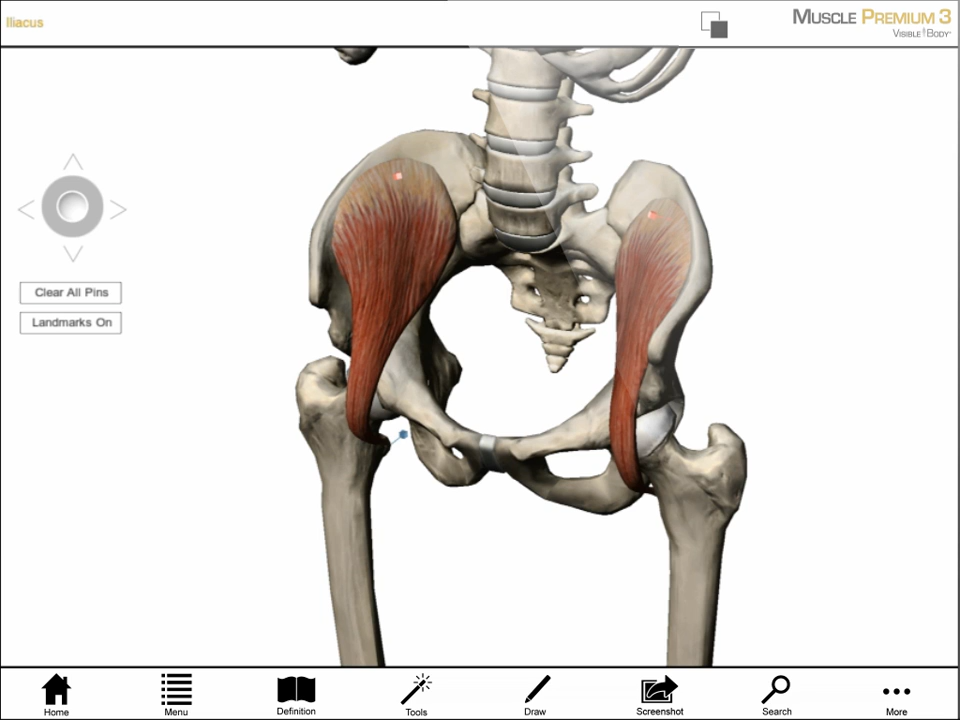 Iliacus
MUSCLE PREMIUM 3
VISIBLE BODY
Clear All Pins
Landmarks On
Home
Menu
Definition
Tools
Draw
Screenshot
Search
More